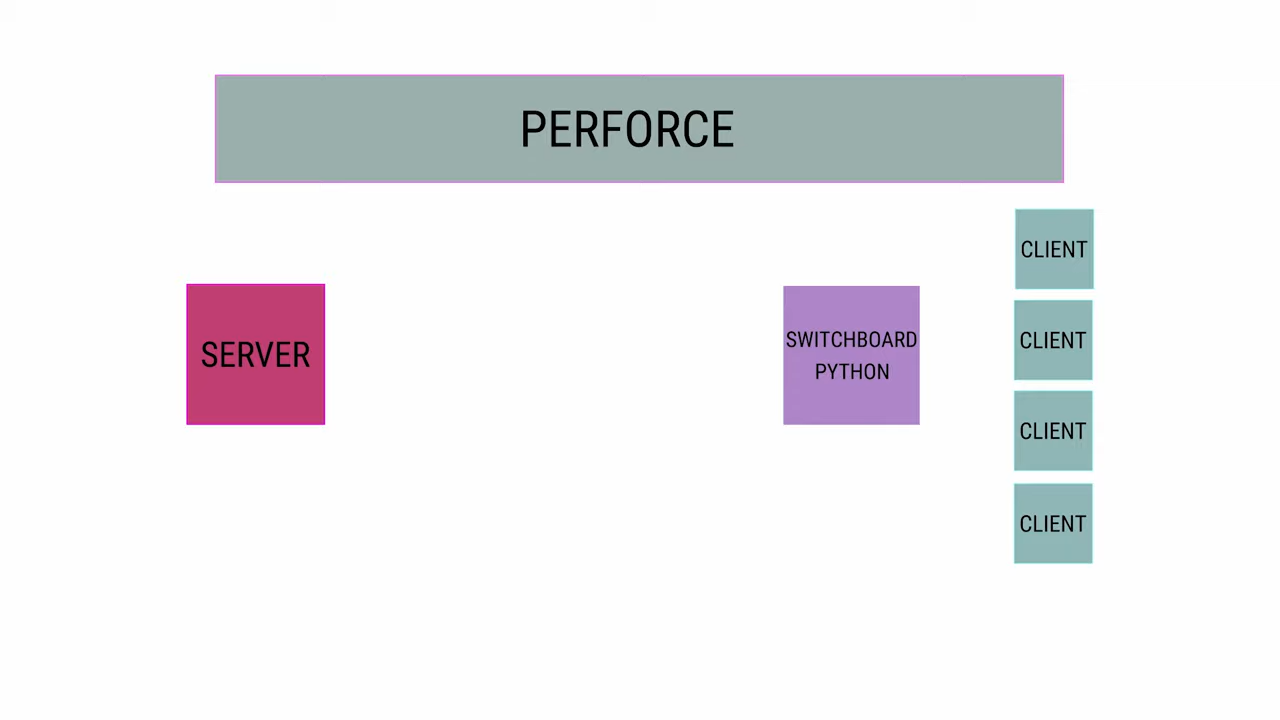 PERFORCE
SERVER
SWITCHBOARD
PYTHON
CLIENT
CLIENT
CLIENT
CLIENT